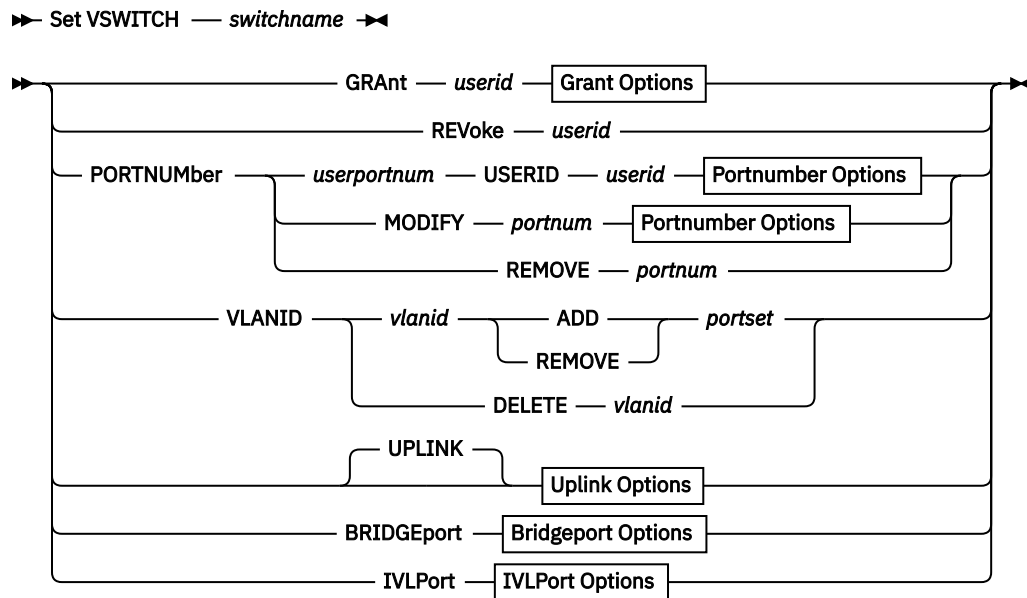 Set VSWITCH switchname
GRAnt userid Grant Options
REVoke userid
PORTNUMber userportnum USERID userid Portnumber Options
MODIFY portnum Portnumber Options
REMOVE portnum
VLANID vlanid ADD portset
REMOVE
DELETE vlanid
UPLINK
Uplink Options
BRIDGEport Bridgeport Options
IVLPort IVLPort Options